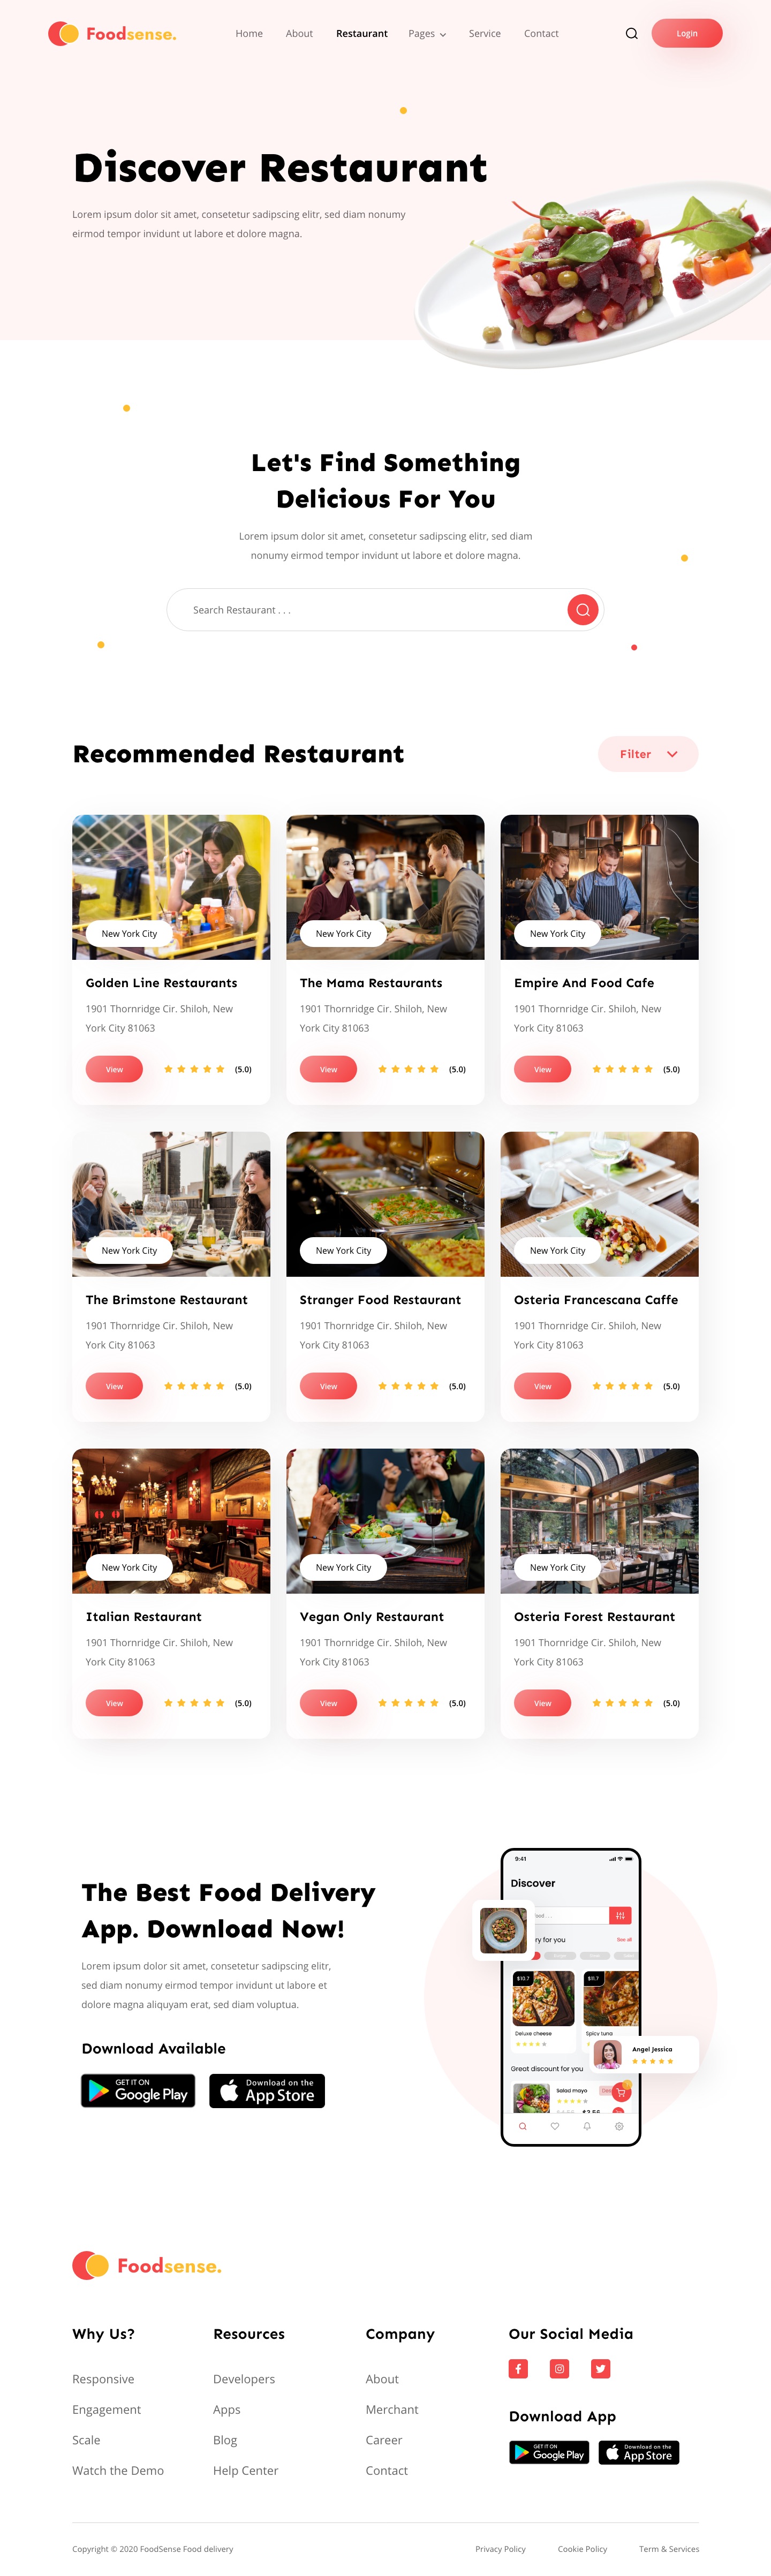 Foodsense.
Home
About
Restaurant
Pages
Service
Contact
Login
Discover Restaurant
Lorem ipsum dolor sit amet, consetetur sadipscing elitr, sed diam nonumy
eirmod tempor invidunt ut labore et dolore magna.
Let's Find Something
Delicious For You
Lorem ipsum dolor sit amet, consetetur sadipscing elitr, sed diam
nonumy eirmod tempor invidunt ut labore et dolore magna.
Search Restaurant . . .
Recommended Restaurant
Filter
New York City
Golden Line Restaurants
1901 Thornridge Cir. Shiloh, New
York City 81063
View
(5.0)
New York City
The Mama Restaurants
1901 Thornridge Cir. Shiloh, New
York City 81063
View
(5.0)
New York City
Empire And Food Cafe
1901 Thornridge Cir. Shiloh, New
York City 81063
View
(5.0)
New York City
The Brimstone Restaurant
1901 Thornridge Cir. Shiloh, New
York City 81063
View
(5.0)
New York City
Stranger Food Restaurant
1901 Thornridge Cir. Shiloh, New
York City 81063
View
(5.0)
New York City
Osteria Francescana Caffe
1901 Thornridge Cir. Shiloh, New
York City 81063
View
(5.0)
New York City
Italian Restaurant
1901 Thornridge Cir. Shiloh, New
York City 81063
View
(5.0)
New York City
Vegan Only Restaurant
1901 Thornridge Cir. Shiloh, New
York City 81063
View
(5.0)
New York City
Osteria Forest Restaurant
1901 Thornridge Cir. Shiloh, New
York City 81063
View
(5.0)
The Best Food Delivery
App. Download Now!
Lorem ipsum dolor sit amet, consetetur sadipscing elitr,
sed diam nonumy eirmod tempor invidunt ut labore et
dolore magna aliquyam erat, sed diam voluptua.
Download Available
GET IT ON
Google Play
Download on the
App Store
9:41
Discover
for you
See all
$10.7
$11.7
Deluxe cheese
Spicy tuna
Angel Jessica
Great discount for you
Salad mayo
Foodsense.
Why Us?
Responsive
Engagement
Scale
Watch the Demo
Resources
Developers
Apps
Blog
Help Center
Company
About
Merchant
Career
Contact
Our Social Media
Download App
GET IT ON
Google Play
Download on the
App Store
Copyright © 2020 FoodSense Food delivery
Privacy Policy
Cookie Policy
Term & Services